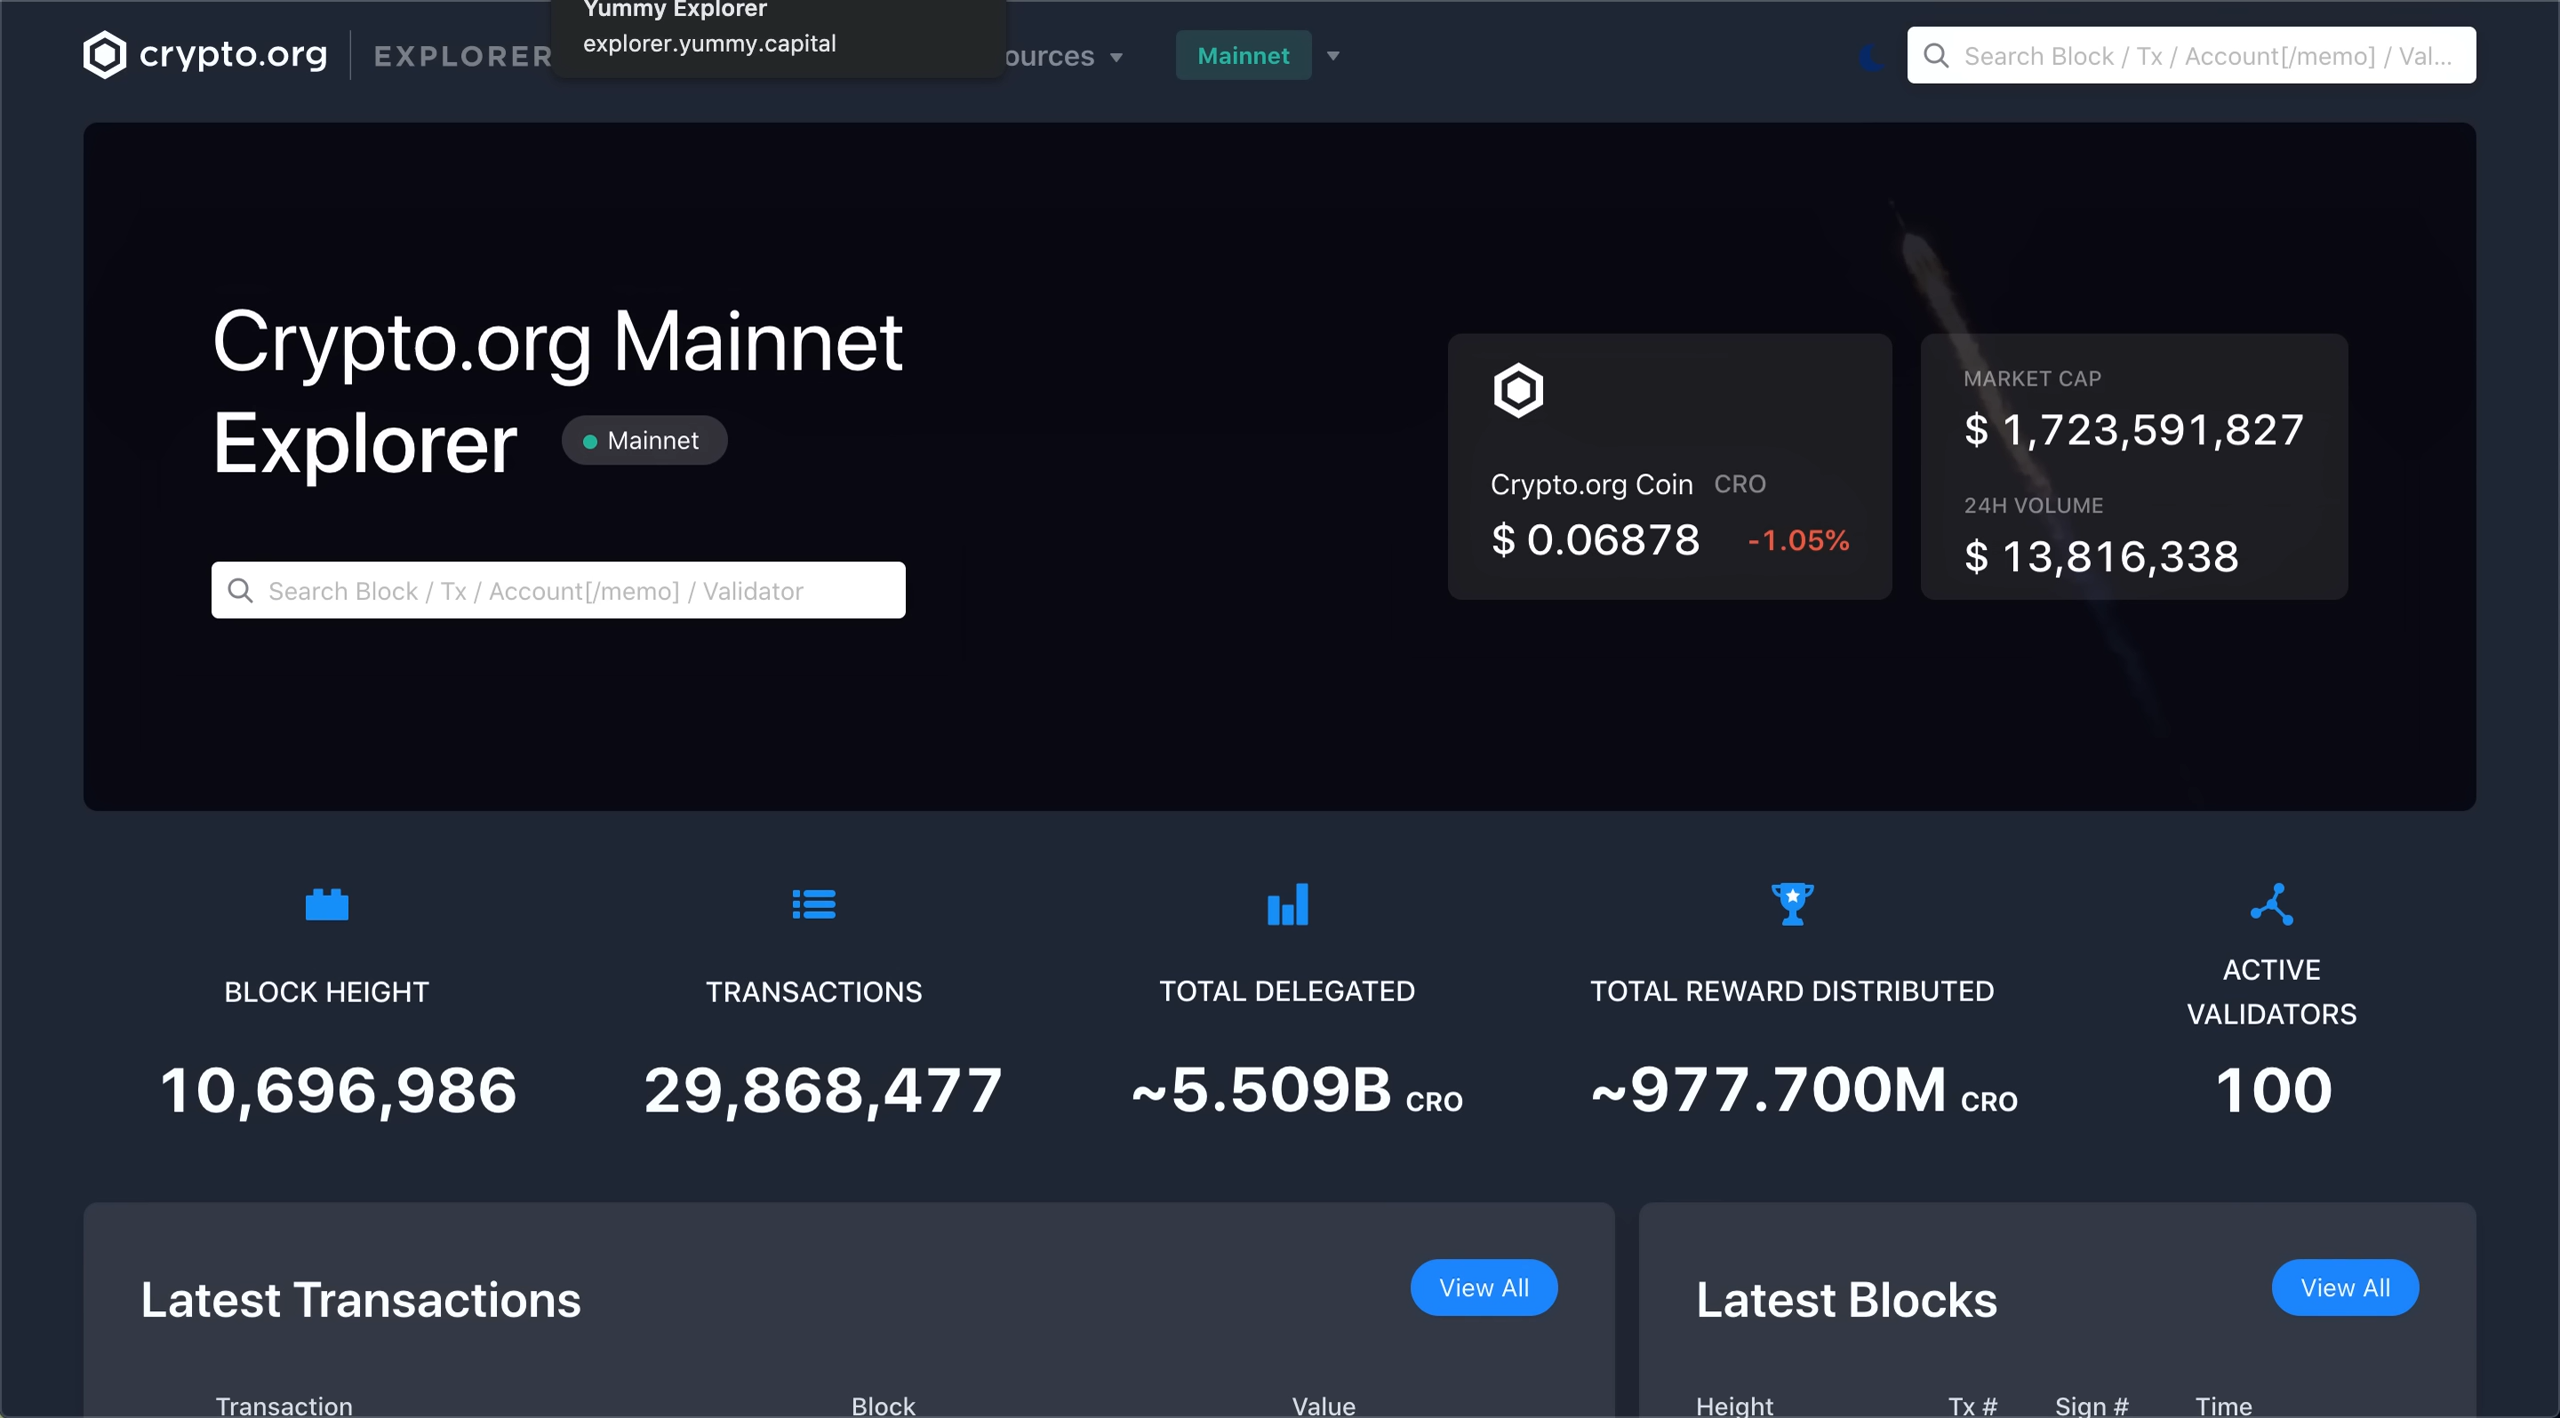 Yummy Explorer
explorer.yummy.capital
crypto.org
EXPLORER
ources
Mainnet
Search Block / Tx / Account[/memo] / Val...
Crypto.org Mainnet
Explorer
Mainnet
Search Block / Tx / Account[/memo] / Validator
Crypto.org Coin CRO
$ 0.06878 -1.05%
MARKET CAP
$ 1,723,591,827
24H VOLUME
$ 13,816,338
BLOCK HEIGHT
10,696,986
TRANSACTIONS
29,868,477
TOTAL DELEGATED
~5.509B CRO
TOTAL REWARD DISTRIBUTED
~977.700M CRO
ACTIVE
VALIDATORS
100
Latest Transactions
View All
Transaction Block Value
Latest Blocks
View All
Height Tx # Sign # Time